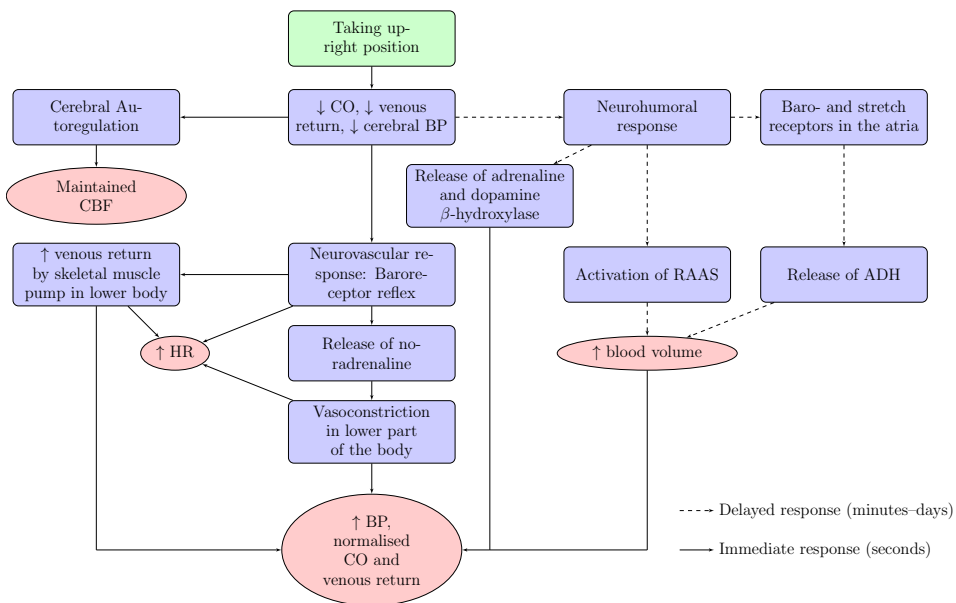 Taking up-
right position
Cerebral Au-
toregulation
↓ CO, ↓ venous
return, ↓ cerebral BP
Neurohumoral
response
Baro- and stretch
receptors in the atria
Maintained
CBF
Release of adrenaline
and dopamine
β-hydroxylase
↑ venous return
by skeletal muscle
pump in lower body
Neurovascular re-
sponse: Barore-
ceptor reflex
Activation of RAAS
Release of ADH
↑ HR
Release of no-
radrenaline
↑ blood volume
Vasoconstriction
in lower part
of the body
↑ BP,
normalised
CO and
venous return
Delayed response (minutes–days)
Immediate response (seconds)